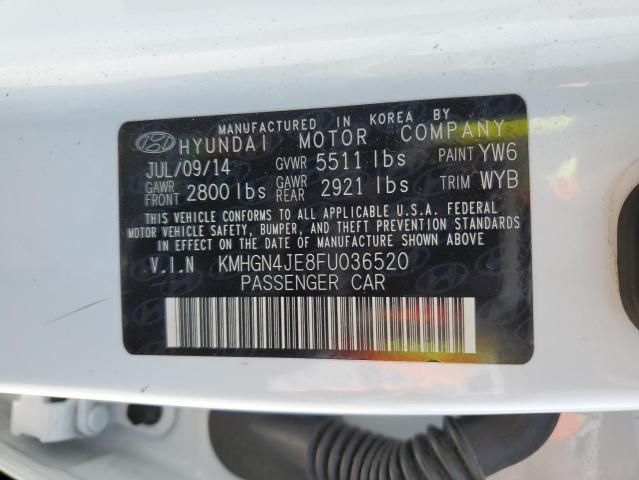 MANUFACTURED IN KOREA BY
HYUNDAI MOTOR COMPANY
JUL/09/14 GVWR 5511 lbs PAINT YW6
GAWR FRONT 2800 lbs GAWR REAR 2921 lbs TRIM WYB
THIS VEHICLE CONFORMS TO ALL APPLICABLE U.S.A. FEDERAL
MOTOR VEHICLE SAFETY, BUMPER, AND THEFT PREVENTION STANDARDS
IN EFFECT ON THE DATE OF MANUFACTURE SHOWN ABOVE
V.I.N KMHGN4JE8FU036520
PASSENGER CAR